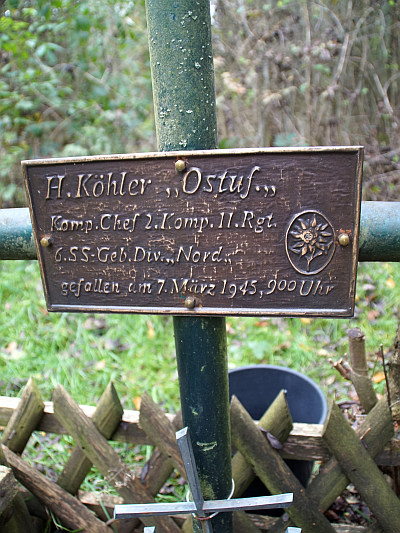 H. Köhler „Ostuf.„
Komp. Chef 2. Komp. 11. Rgt.
6. SS-Geb. Div. „Nord„
gefallen am 7. März 1945, 900 Uhr